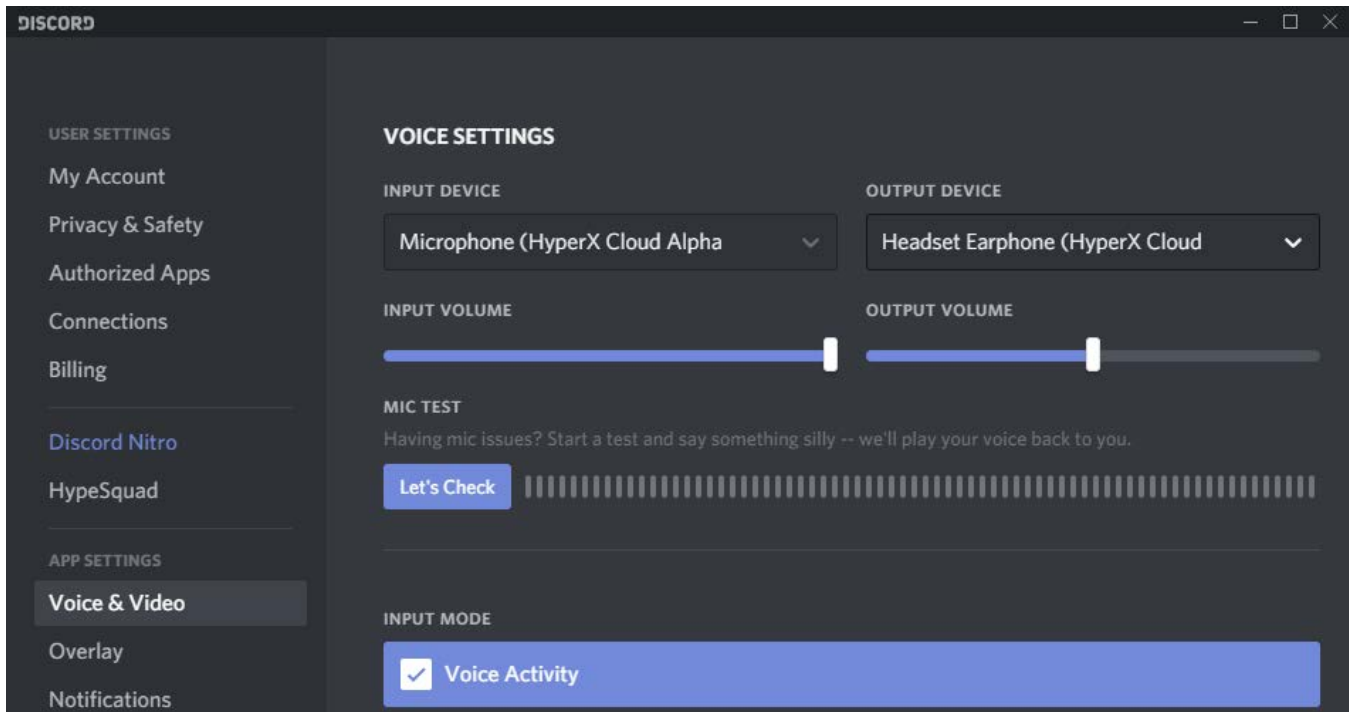 DISCORD
USER SETTINGS
My Account
Privacy & Safety
Authorized Apps
Connections
Billing
Discord Nitro
HypeSquad
APP SETTINGS
Voice & Video
Overlay
Notifications
VOICE SETTINGS
INPUT DEVICE
Microphone (HyperX Cloud Alpha
OUTPUT DEVICE
Headset Earphone (HyperX Cloud
INPUT VOLUME
OUTPUT VOLUME
MIC TEST
Having mic issues? Start a test and say something silly -- we'll play your voice back to you.
Let's Check
INPUT MODE
Voice Activity